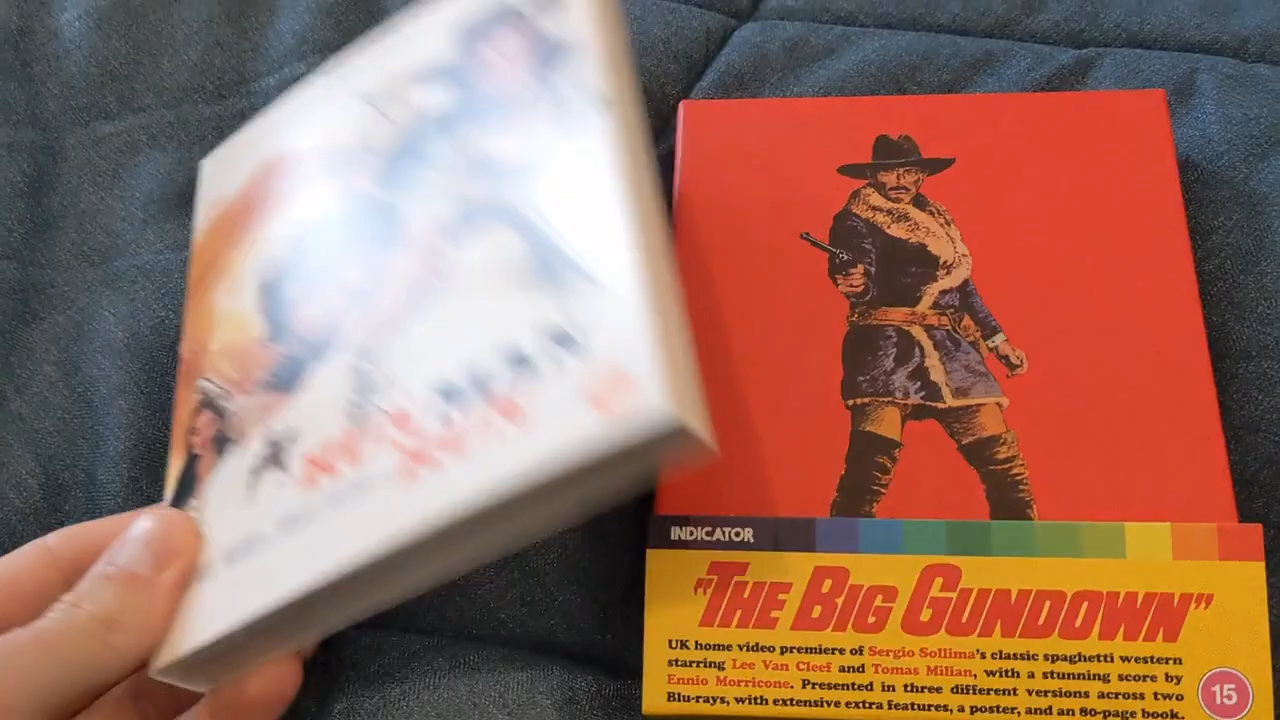 INDICATOR
"THE BIG GUNDOWN"
UK home video premiere of Sergio Sollima's classic spaghetti western
starring Lee Van Cleef and Tomas Milian, with a stunning score by
Ennio Morricone. Presented in three different versions across two
Blu-rays, with extensive extra features, a poster, and an 80-page book.
15